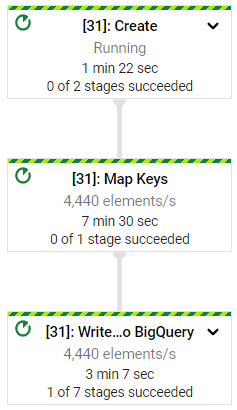 [31]: Create
Running
1 min 22 sec
0 of 2 stages succeeded
[31]: Map Keys
4,440 elements/s
7 min 30 sec
0 of 1 stage succeeded
[31]: Write...o BigQuery
4,440 elements/s
3 min 7 sec
1 of 7 stages succeeded